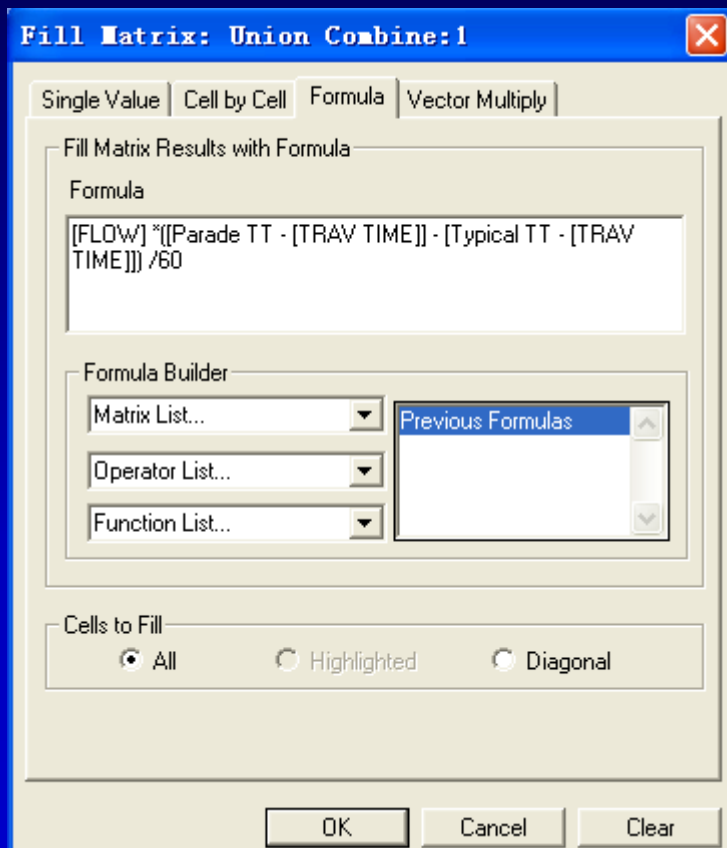 Fill Matrix: Union Combine:1
Single Value Cell by Cell Formula Vector Multiply
Fill Matrix Results with Formula
Formula
[FLOW] *([Parade TT - [TRAV TIME]] - [Typical TT - [TRAV
TIME]]) /60
Formula Builder
Matrix List...
Previous Formulas
Operator List...
Function List...
Cells to Fill
All Highlighted Diagonal
OK Cancel Clear